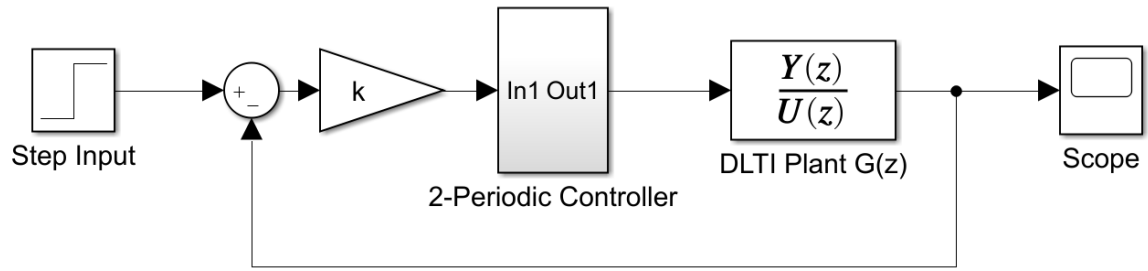 Step Input
+
_
k
In1 Out1
2-Periodic Controller
Y(z)
U(z)
DLTI Plant G(z)
Scope